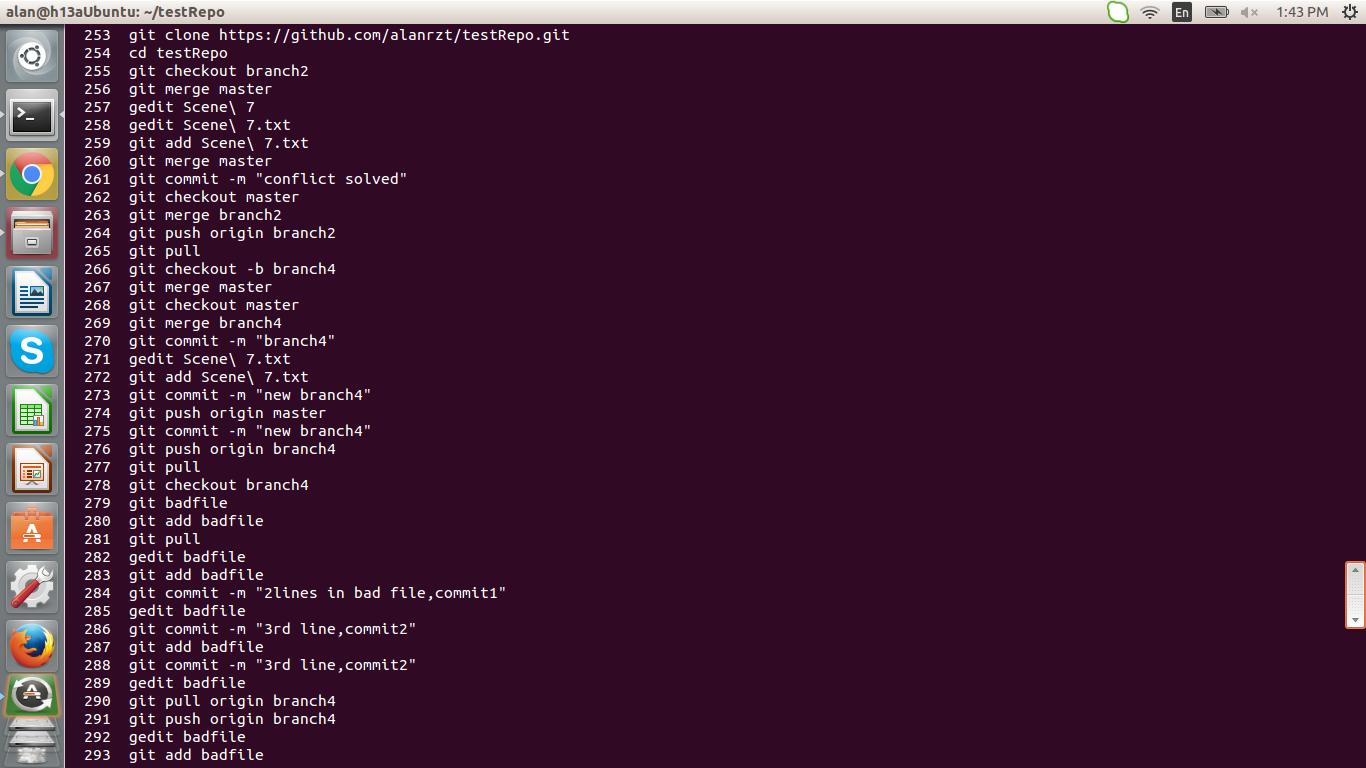 alan@h13aUbuntu: ~/testRepo
En
1:43 PM
253 git clone https://github.com/alanrzt/testRepo.git
254 cd testRepo
255 git checkout branch2
256 git merge master
257 gedit Scene\ 7
258 gedit Scene\ 7.txt
259 git add Scene\ 7.txt
260 git merge master
261 git commit -m "conflict solved"
262 git checkout master
263 git merge branch2
264 git push origin branch2
265 git pull
266 git checkout -b branch4
267 git merge master
268 git checkout master
269 git merge branch4
270 git commit -m "branch4"
271 gedit Scene\ 7.txt
272 git add Scene\ 7.txt
273 git commit -m "new branch4"
274 git push origin master
275 git commit -m "new branch4"
276 git push origin branch4
277 git pull
278 git checkout branch4
279 git badfile
280 git add badfile
281 git pull
282 gedit badfile
283 git add badfile
284 git commit -m "2lines in bad file,commit1"
285 gedit badfile
286 git commit -m "3rd line,commit2"
287 git add badfile
288 git commit -m "3rd line,commit2"
289 gedit badfile
290 git pull origin branch4
291 git push origin branch4
292 gedit badfile
293 git add badfile